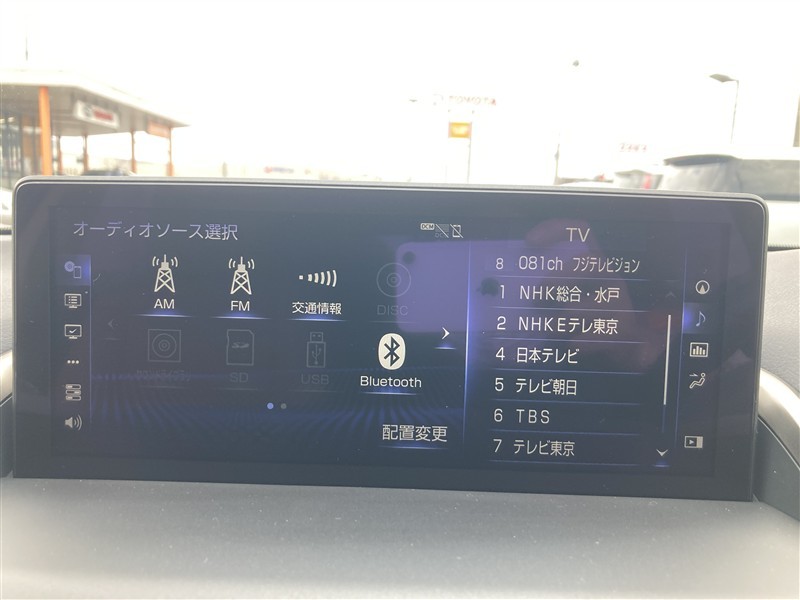 TOYOTA
オーディオソース選択
DCM
TV
AM
FM
交通情報
DISC
SD
USB
Bluetooth
配置変更
8 081ch フジテレビジョン
1 NHK総合・水戸
2 NHKEテレ東京
4 日本テレビ
5 テレビ朝日
6 TBS
7 テレビ東京